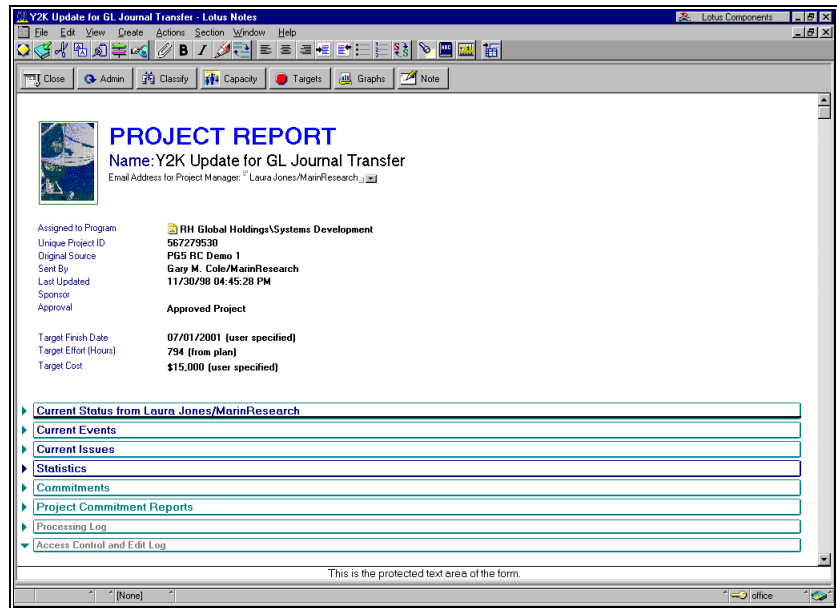 Y2K Update for GL Journal Transfer - Lotus Notes
Lotus Components
File Edit View Create Actions Section Window Help
Close Admin Classify Capacity Targets Graphs Note
PROJECT REPORT
Name: Y2K Update for GL Journal Transfer
Email Address for Project Manager: Laura Jones/MarinResearch
Assigned to Program RH Global Holdings\Systems Development
Unique Project ID 567279530
Original Source PG5 RC Demo 1
Sent By Gary M. Cole/MarinResearch
Last Updated 11/30/98 04:45:28 PM
Sponsor
Approval Approved Project
Target Finish Date 07/01/2001 (user specified)
Target Effort (Hours) 794 (from plan)
Target Cost $15,000 (user specified)
Current Status from Laura Jones/MarinResearch
Current Events
Current Issues
Statistics
Commitments
Project Commitment Reports
Processing Log
Access Control and Edit Log
This is the protected text area of the form.
[None] office